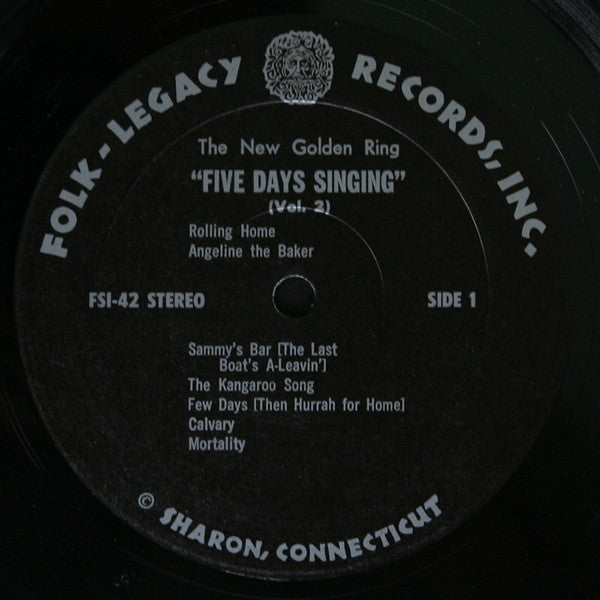 FOLK-LEGACY RECORDS, INC.
The New Golden Ring
"FIVE DAYS SINGING"
(Vol. 2)
Rolling Home
Angeline the Baker
FSI-42 STEREO
SIDE 1
Sammy's Bar [The Last
Boat's A-Leavin']
The Kangaroo Song
Few Days [Then Hurrah for Home]
Calvary
Mortality
© SHARON, CONNECTICUT